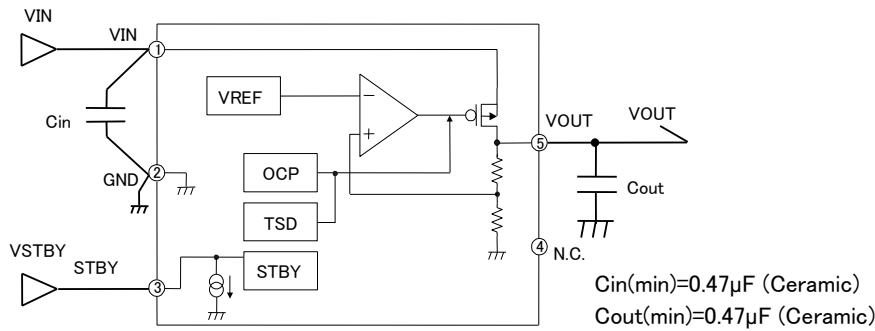 VIN
VIN
①
VREF
−
+
VOUT
VOUT
⑤
Cin
②
GND
OCP
Cout
TSD
VSTBY
STBY
③
STBY
④
N.C.
Cin(min)=0.47μF (Ceramic)
Cout(min)=0.47μF (Ceramic)